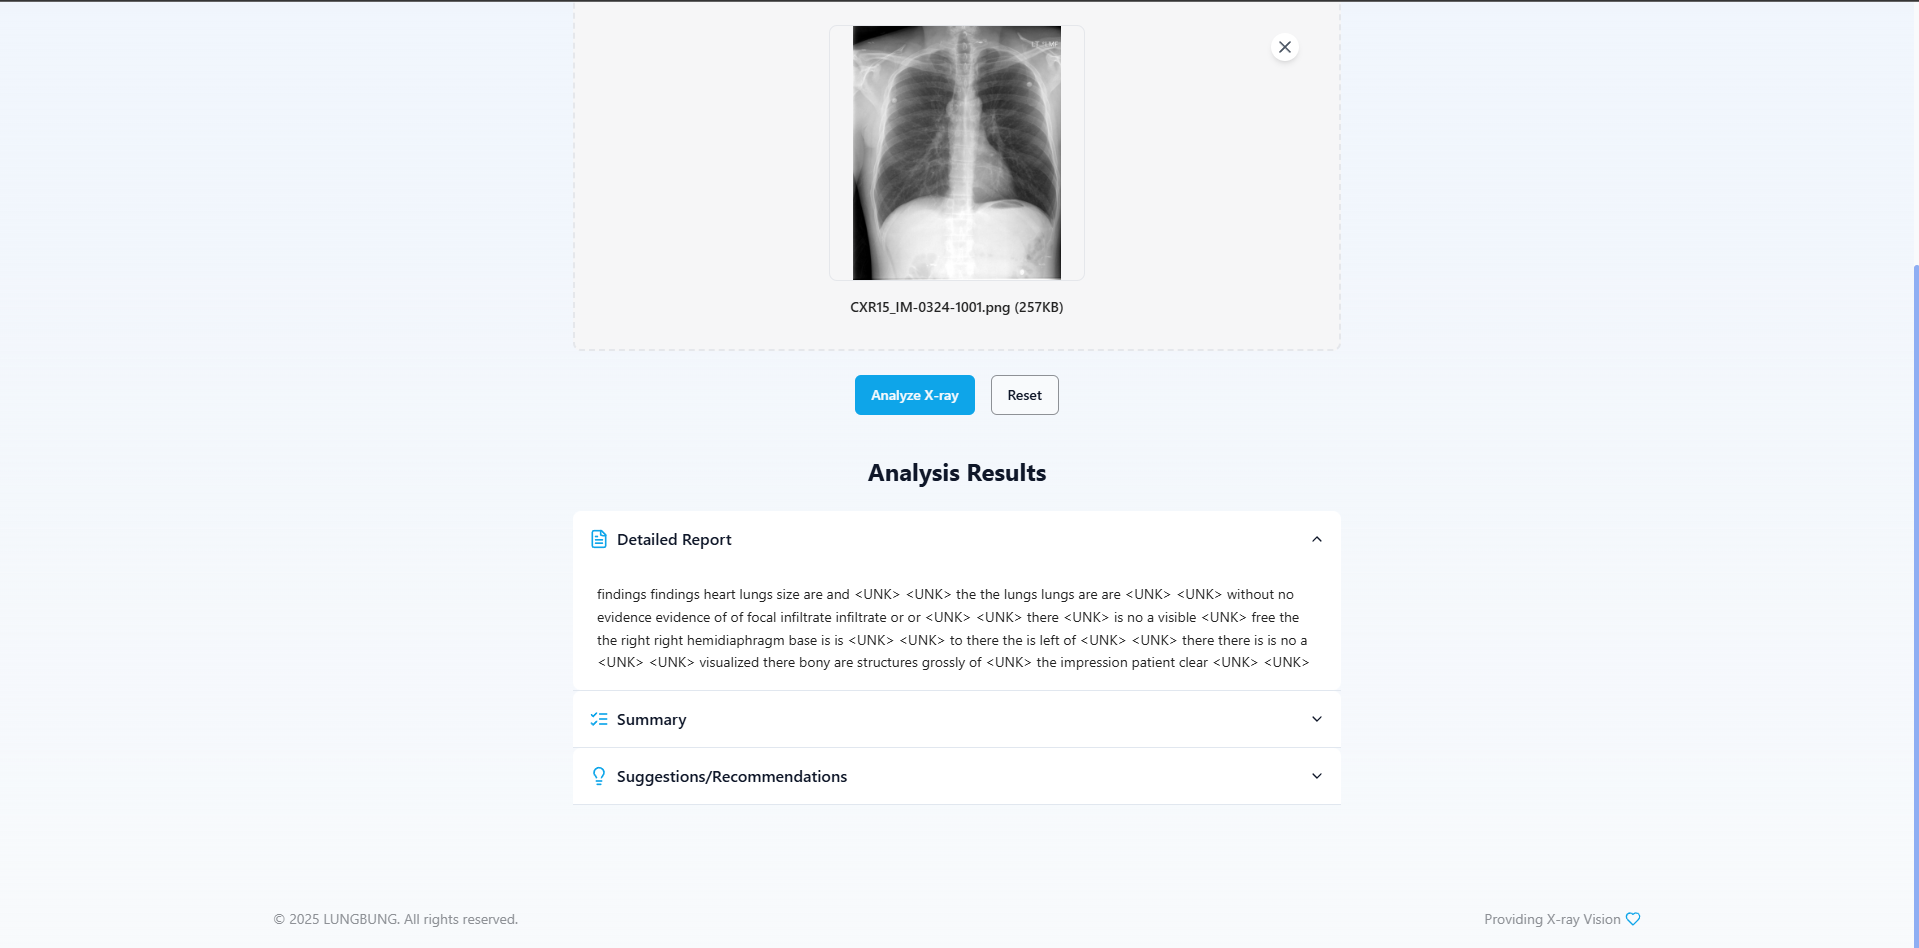 CXR15_IM-0324-1001.png (257KB)
Analyze X-ray
Reset
Analysis Results
Detailed Report
findings findings heart lungs size are and <UNK> <UNK> the the lungs lungs are are <UNK> <UNK> without no
evidence evidence of of focal infiltrate infiltrate or or <UNK> <UNK> there <UNK> is no a visible <UNK> free the
the right right hemidiaphragm base is is <UNK> <UNK> to there the is left of <UNK> <UNK> there there is is no a
<UNK> <UNK> visualized there bony are structures grossly of <UNK> the impression patient clear <UNK> <UNK>
Summary
Suggestions/Recommendations
© 2025 LUNGBUNG. All rights reserved.
Providing X-ray Vision